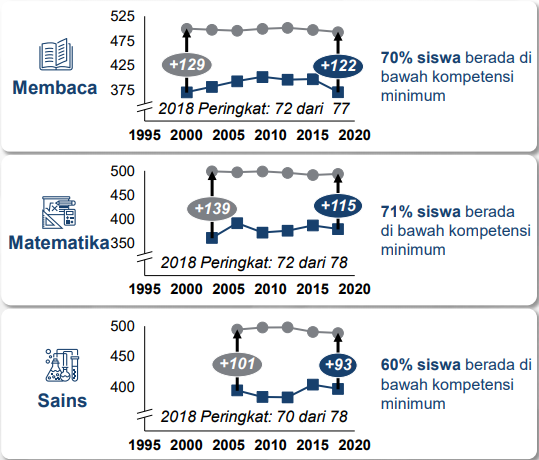 525
475
425
375
+129
+122
Membaca
70% siswa berada di
bawah kompetensi
minimum
2018 Peringkat: 72 dari 77
1995 2000 2005 2010 2015 2020
500
450
400
350
+139
+115
Matematika
71% siswa berada
di bawah kompetensi
minimum
2018 Peringkat: 72 dari 78
1995 2000 2005 2010 2015 2020
500
450
400
+101
+93
Sains
60% siswa berada di
bawah kompetensi
minimum
2018 Peringkat: 70 dari 78
1995 2000 2005 2010 2015 2020